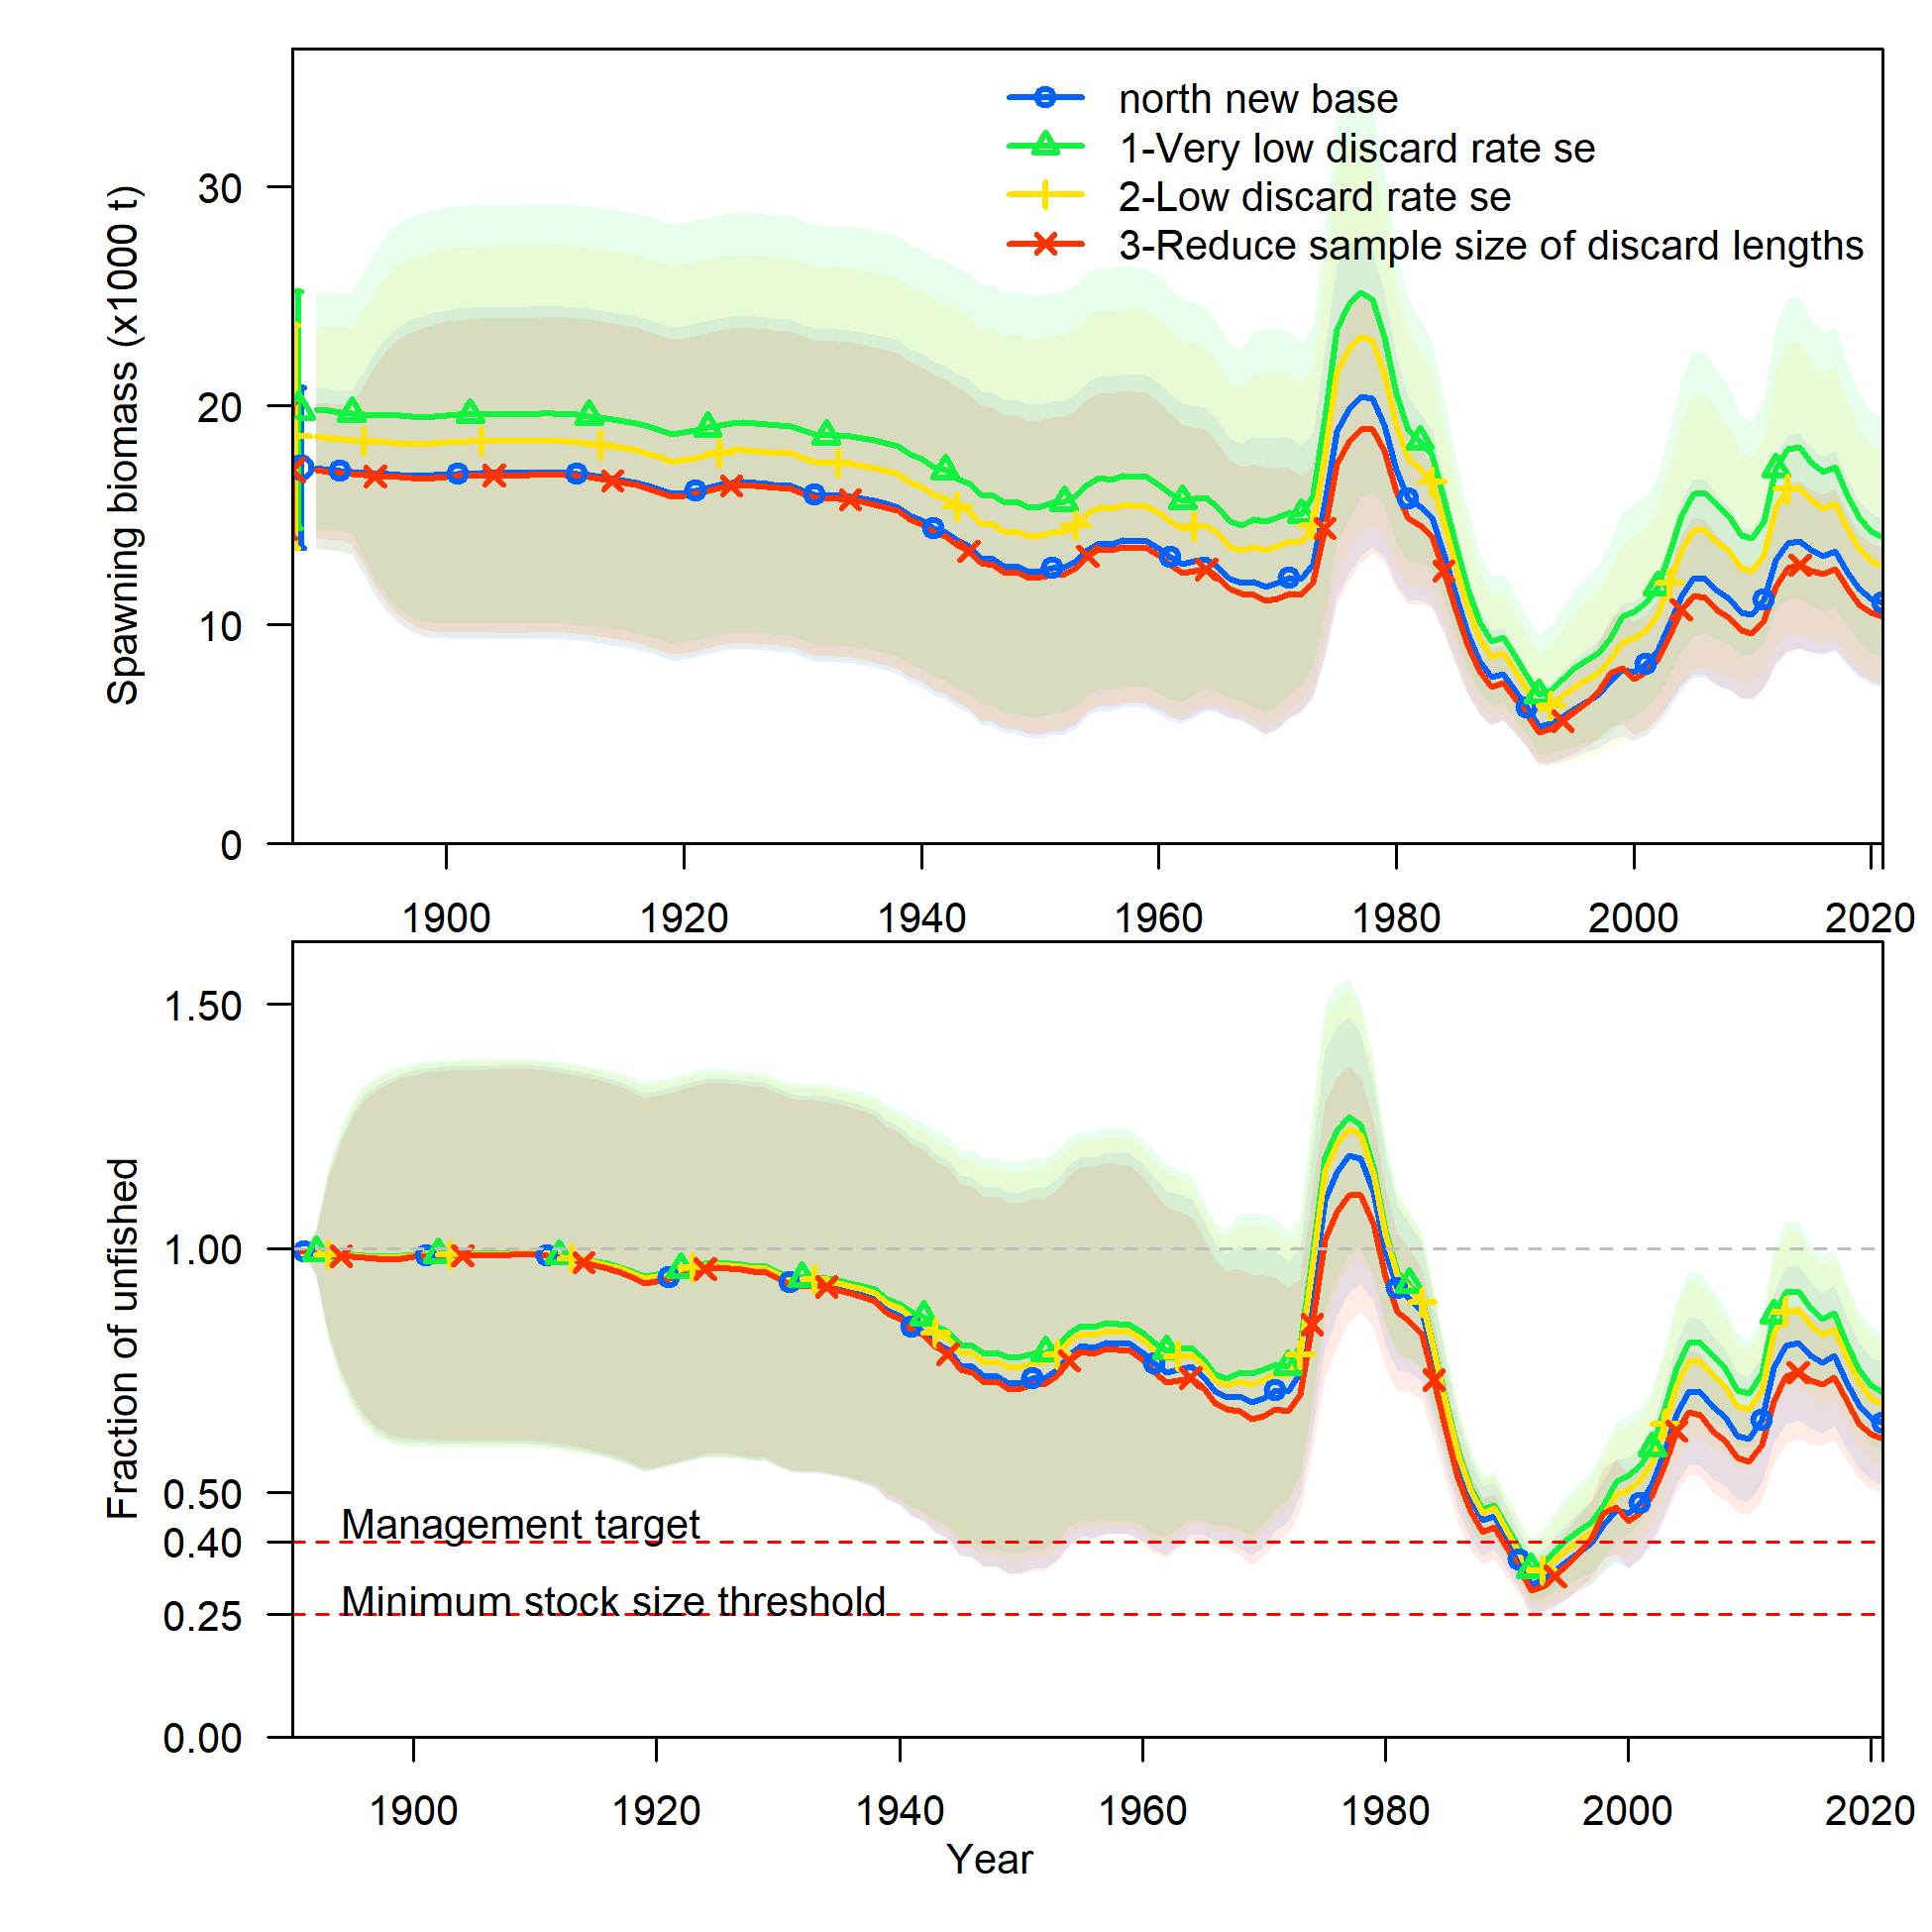 north new base
1-Very low discard rate se
2-Low discard rate se
3-Reduce sample size of discard lengths
Spawning biomass (x1000 t)
30
20
10
0
1900 1920 1940 1960 1980 2000 2020
Fraction of unfished
1.50
1.00
0.50
0.40
0.25
0.00
Management target
Minimum stock size threshold
1900 1920 1940 1960 1980 2000 2020
Year